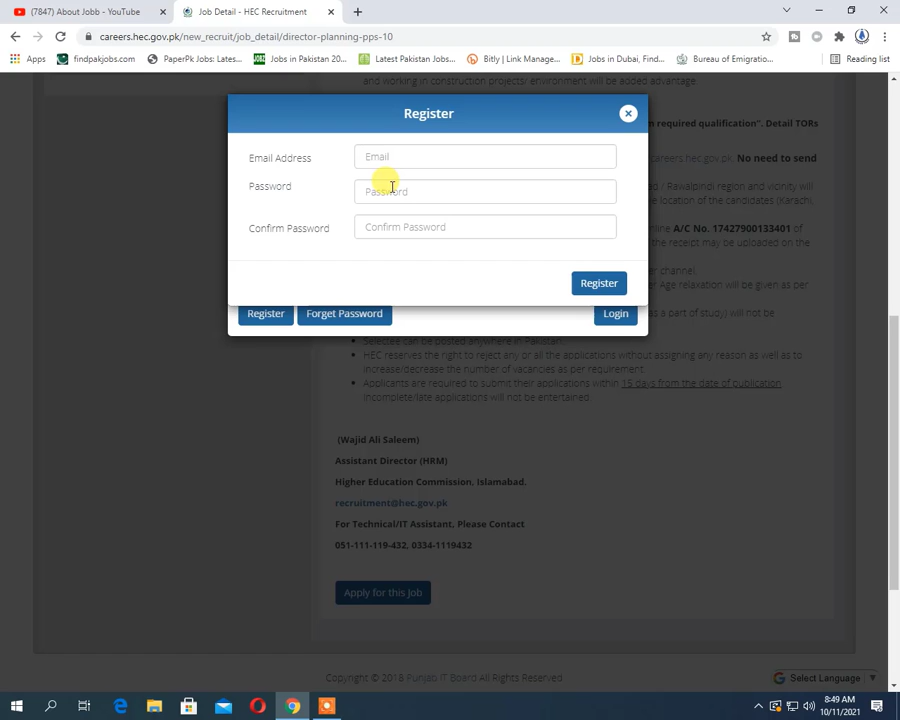 (7847) About Jobb - YouTube
Job Detail - HEC Recruitment
careers.hec.gov.pk/new_recruit/job_detail/director-planning-pps-10
Apps
findpakjobs.com
PaperPk Jobs: Lates...
Jobs in Pakistan 20...
Latest Pakistan Jobs...
Bitly | Link Manage...
Jobs in Dubai, Find...
Bureau of Emigratio...
Reading list
and working in construction projects/ environment will be added advantage
Register
m required qualification". Detail TORs
Email Address
Email
careers.hec.gov.pk. No need to send
Password
Password
ad / Rawalpindi region and vicinity will
he location of the candidates (Karachi,
Confirm Password
Confirm Password
nline A/C No. 17427900133401 of
the receipt may be uploaded on the
er channel.
Register
r Age relaxation will be given as per
Register
Forget Password
Login
as a part of study) will not be
Selectee can be posted anywhere in Pakistan.
HEC reserves the right to reject any or all the applications without assigning any reason as well as to
increase/decrease the number of vacancies as per requirement.
Applicants are required to submit their applications within 15 days from the date of publication
Incomplete/late applications will not be entertained.
(Wajid Ali Saleem)
Assistant Director (HRM)
Higher Education Commission, Islamabad.
recruitment@hec.gov.pk
For Technical/IT Assistant, Please Contact
051-111-119-432, 0334-1119432
Apply for this Job
Copyright © 2018 Punjab IT Board All Rights Reserved
Select Language
8:49 AM
10/11/2021